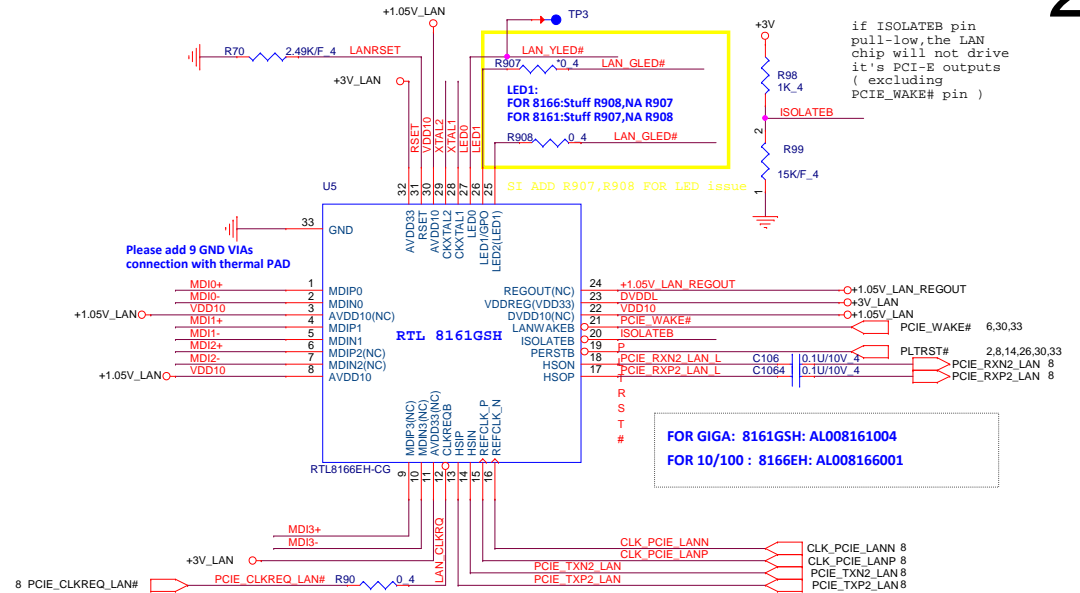 2
+1.05V_LAN
TP3
+3V
if ISOLATEB pin
pull-low,the LAN
chip will not drive
it's PCI-E outputs
( excluding
PCIE_WAKE# pin )
R70 2.49K/F_4 LANRSET
LAN_YLED#
R907 *0_4 LAN_GLED#
+3V_LAN
R98
1K_4
LED1:
FOR 8166:Stuff R908,NA R907
FOR 8161:Stuff R907,NA R908
ISOLATEB
RSET
VDD10
XTAL2
XTAL1
LED0
LED1
R908 0_4 LAN_GLED#
2
R99
15K/F_4
1
SI ADD R907,R908 FOR LED issue
U5
32 31 30 29 28 27 26 25
AVDD33
RSET
AVDD10
CKXTAL2
CKXTAL1
LED0
LED1/GPO
LED2(LED1)
33 GND
Please add 9 GND VIAs
connection with thermal PAD
MDI0+ 1 MDIP0
MDI0- 2 MDIN0
+1.05V_LAN VDD10 3 AVDD10(NC)
MDI1+ 4 MDIP1
MDI1- 5 MDIN1
MDI2+ 6 MDIP2(NC)
MDI2- 7 MDIN2(NC)
+1.05V_LAN VDD10 8 AVDD10
RTL 8161GSH
REGOUT(NC) 24 +1.05V_LAN_REGOUT +1.05V_LAN_REGOUT
VDDREG(VDD33) 23 DVDDL +3V_LAN
DVDD10(NC) 22 VDD10 +1.05V_LAN
LANWAKEB 21 PCIE_WAKE# PCIE_WAKE# 6,30,33
ISOLATEB 20 ISOLATEB
PERSTB 19 PLTRST# PLTRST# 2,8,14,26,30,33
HSON 18 PCIE_RXN2_LAN_L C106 0.1U/10V_4 PCIE_RXN2_LAN 8
HSOP 17 PCIE_RXP2_LAN_L C1064 0.1U/10V_4 PCIE_RXP2_LAN 8
MDIP3(NC)
MDIN3(NC)
AVDD33(NC)
CLKREQB
HSIP
HSIN
REFCLK_P
REFCLK_N
FOR GIGA: 8161GSH: AL008161004
FOR 10/100 : 8166EH: AL008166001
RTL8166EH-CG
9 10 11 12 13 14 15 16
MDI3+
MDI3-
LAN_CLKRQ
+3V_LAN
CLK_PCIE_LANN CLK_PCIE_LANN 8
CLK_PCIE_LANP CLK_PCIE_LANP 8
PCIE_TXN2_LAN PCIE_TXN2_LAN 8
PCIE_TXP2_LAN PCIE_TXP2_LAN 8
8 PCIE_CLKREQ_LAN# PCIE_CLKREQ_LAN# R90 0_4